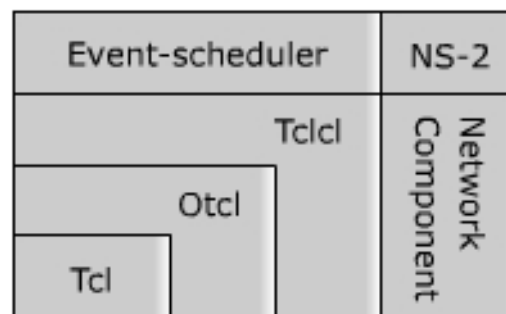 Event-scheduler
NS-2
Tclcl
Otcl
Tcl
Network
Component